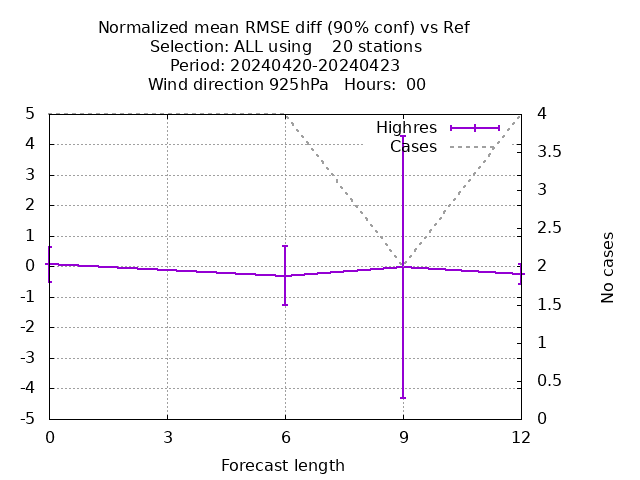 Normalized mean RMSE diff (90% conf) vs Ref
Selection: ALL using    20 stations
Period: 20240420-20240423
Wind direction 925hPa   Hours:  00
Highres
Cases
5
4
3
2
1
0
-1
-2
-3
-4
-5
4
3.5
3
2.5
2
1.5
1
0.5
0
No cases
0 3 6 9 12
Forecast length